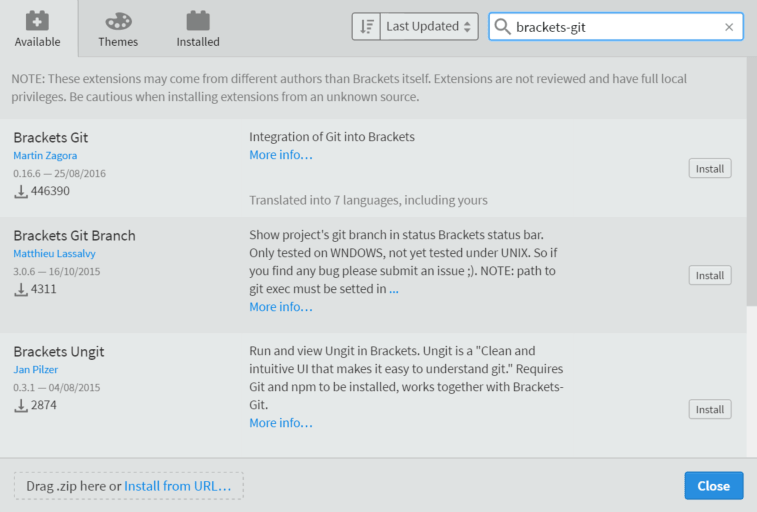 Available
Themes
Installed
Last Updated
brackets-git
×
NOTE: These extensions may come from different authors than Brackets itself. Extensions are not reviewed and have full local
privileges. Be cautious when installing extensions from an unknown source.
Brackets Git
Martin Zagora
0.16.6 — 25/08/2016
446390
Integration of Git into Brackets
More info…
Translated into 7 languages, including yours
Install
Brackets Git Branch
Matthieu Lassalvy
3.0.6 — 16/10/2015
4311
Show project's git branch in status Brackets status bar.
Only tested on WNDOWS, not yet tested under UNIX. So if
you find any bug please submit an issue ;). NOTE: path to
git exec must be setted in ...
More info…
Install
Brackets Ungit
Jan Pilzer
0.3.1 — 04/08/2015
2874
Run and view Ungit in Brackets. Ungit is a "Clean and
intuitive UI that makes it easy to understand git." Requires
Git and npm to be installed, works together with Brackets-
Git.
More info…
Install
Drag .zip here or Install from URL…
Close